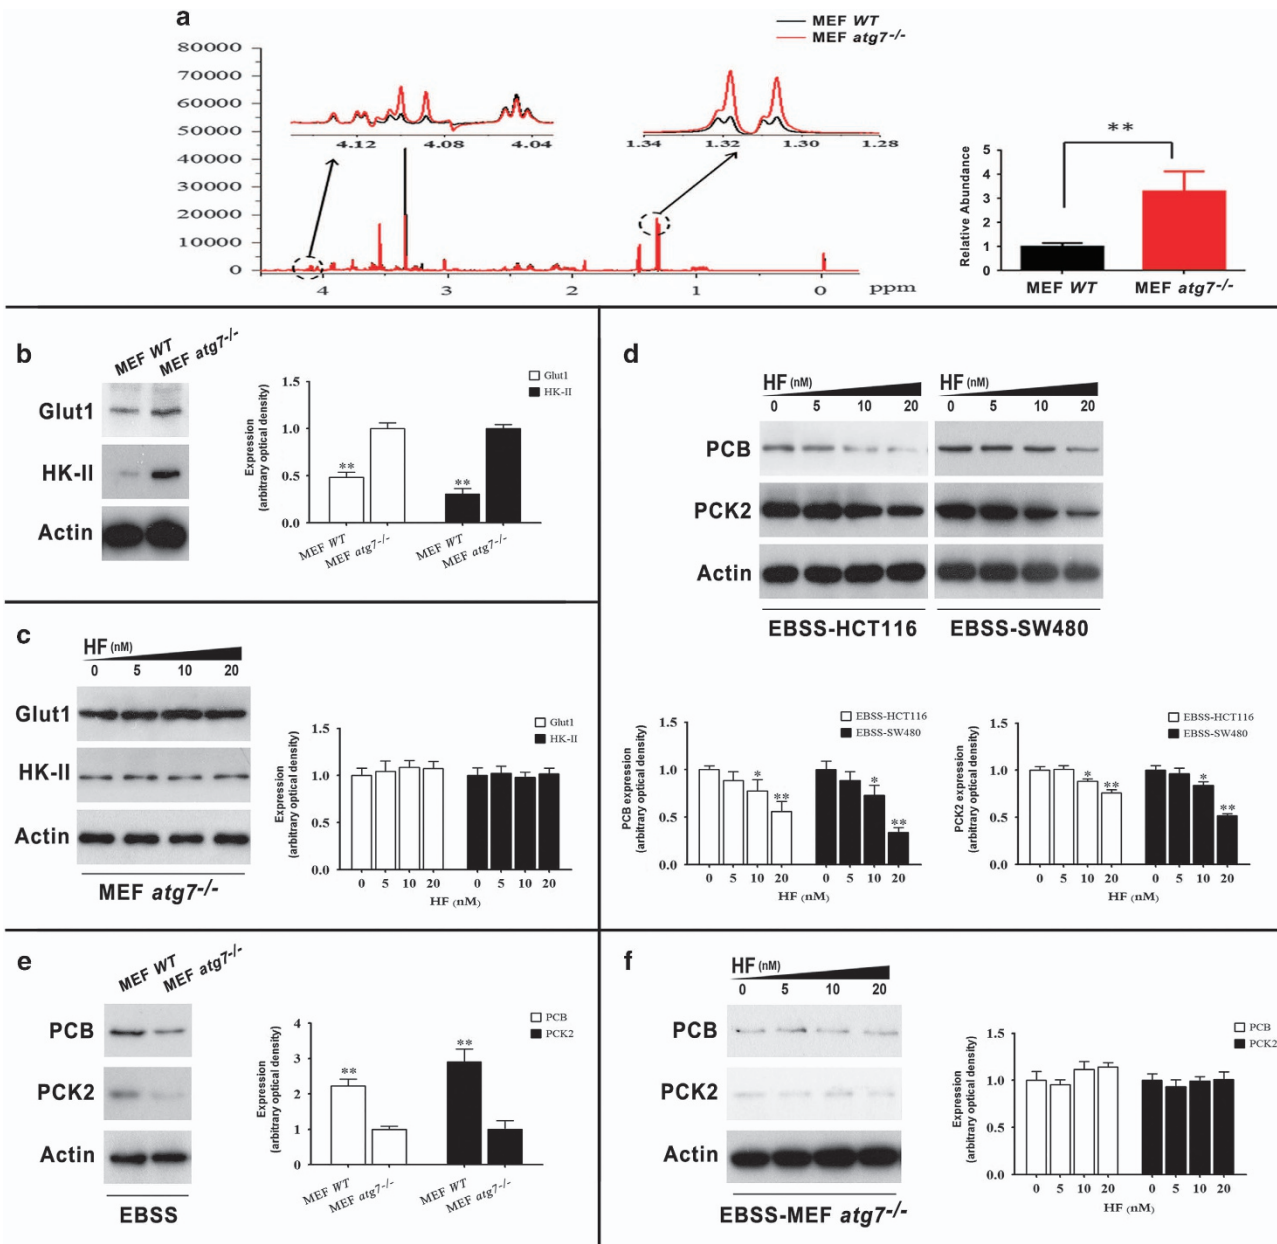 a
MEF WT
MEF atg7-/-
80000
70000
60000
50000
40000
30000
20000
10000
0
4.12 4.08 4.04
1.34 1.32 1.30 1.28
4 3 2 1 0 ppm
**
Relative Abundance
5
4
3
2
1
0
MEF WT MEF atg7-/-
b
MEF WT MEF atg7-/-
Glut1
HK-II
Actin
Expression
(arbitrary optical density)
1.5
1.0
0.5
0.0
Glut1
HK-II
** **
MEF WT MEF atg7-/- MEF WT MEF atg7-/-
c
HF (nM)
0 5 10 20
Glut1
HK-II
Actin
MEF atg7-/-
Expression
(arbitrary optical density)
1.5
1.0
0.5
0.0
Glut1
HK-II
0 5 10 20 0 5 10 20
HF (nM)
d
HF (nM) HF (nM)
0 5 10 20 0 5 10 20
PCB
PCK2
Actin
EBSS-HCT116 EBSS-SW480
PCB expression
(arbitrary optical density)
1.5
1.0
0.5
0.0
EBSS-HCT116
EBSS-SW480
* ** * **
0 5 10 20 0 5 10 20
HF (nM)
PCK2 expression
(arbitrary optical density)
1.5
1.0
0.5
0.0
EBSS-HCT116
EBSS-SW480
* ** * **
0 5 10 20 0 5 10 20
HF (nM)
e
MEF WT MEF atg7-/-
PCB
PCK2
Actin
EBSS
Expression
(arbitrary optical density)
4
3
2
1
0
PCB
PCK2
** **
MEF WT MEF atg7-/- MEF WT MEF atg7-/-
f
HF (nM)
0 5 10 20
PCB
PCK2
Actin
EBSS-MEF atg7-/-
Expression
(arbitrary optical density)
1.5
1.0
0.5
0.0
PCB
PCK2
0 5 10 20 0 5 10 20
HF (nM)